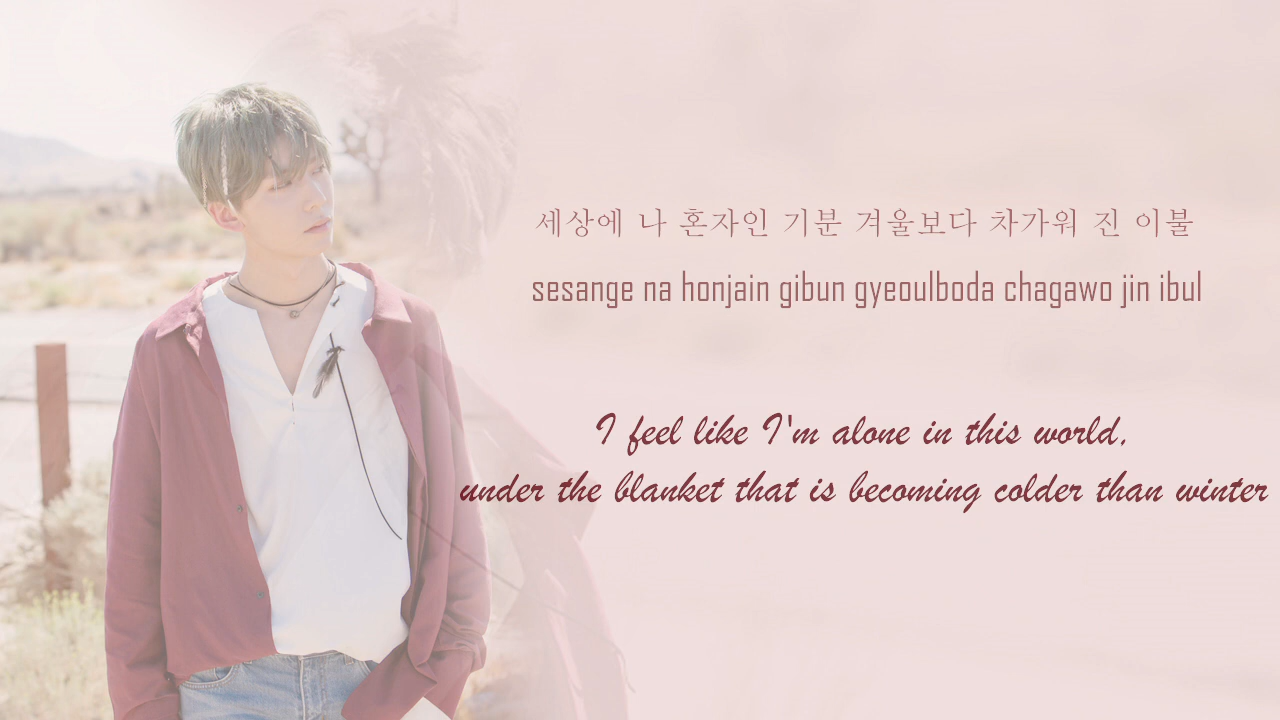 세상에 나 혼자인 기분 겨울보다 차가워 진 이불
sesange na honjain gibun gyeoulboda chagawo jin ibul
I feel like I'm alone in this world,
under the blanket that is becoming colder than winter